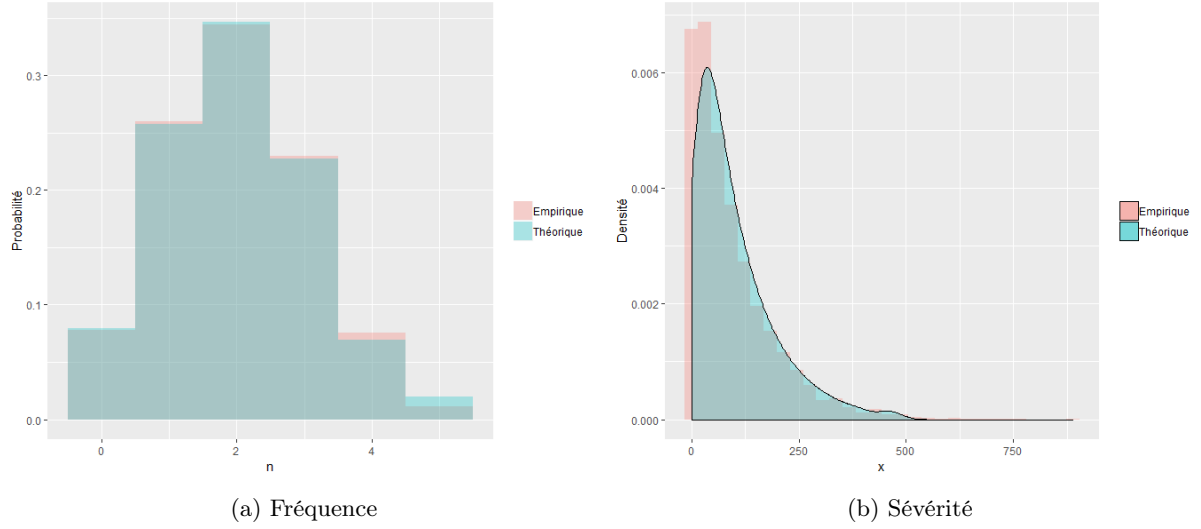 Probabilité
0.3
0.2
0.1
0.0
0
2
4
n
Empirique
Théorique
(a) Fréquence
Densité
0.006
0.004
0.002
0.000
0
250
500
750
x
Empirique
Théorique
(b) Sévérité